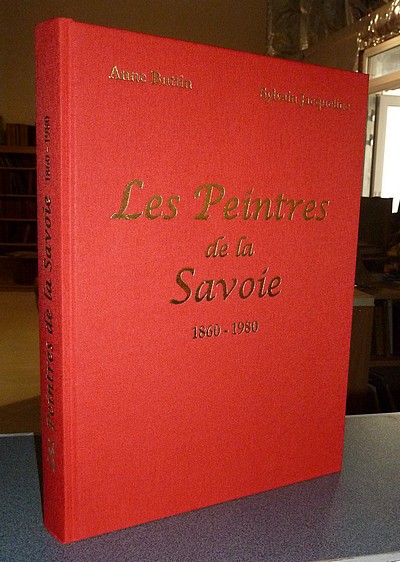 Anne Buttin
Sylvain Jacqueline
Les Peintres
de la
Savoie
1860 - 1980
Les Peintres de la Savoie 1860 - 1980